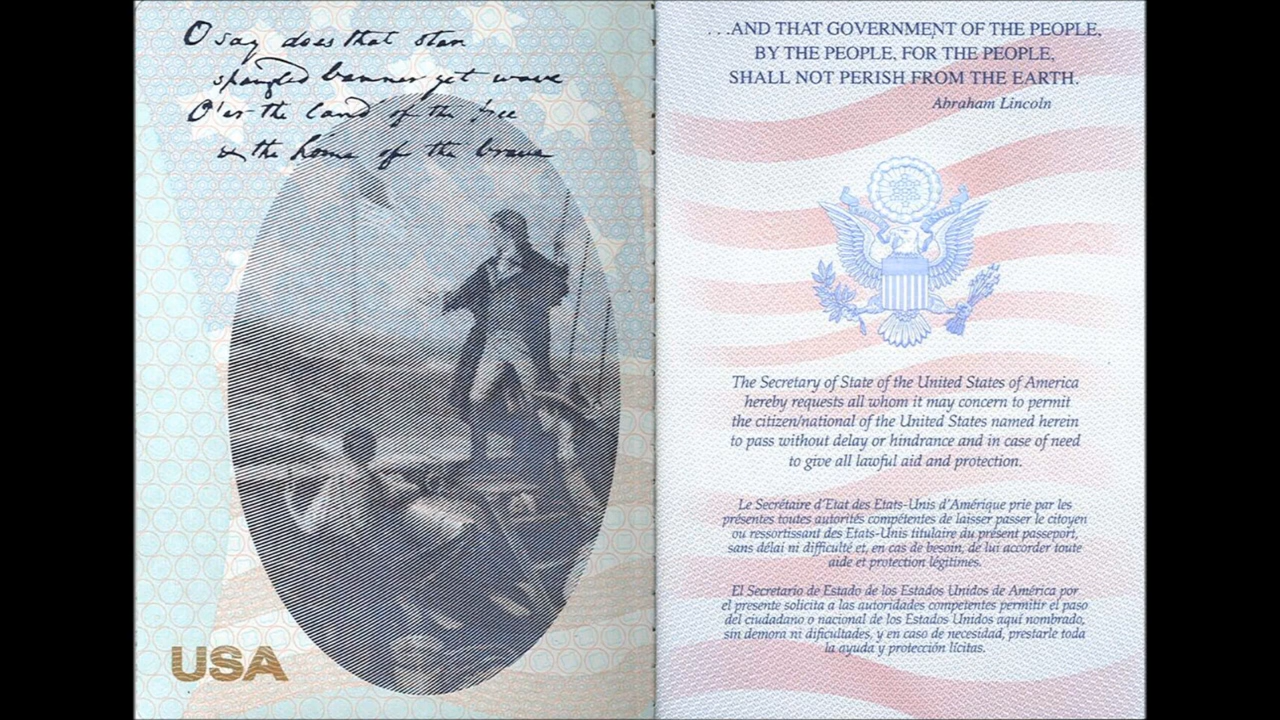 O say does that star
spangled banner yet wave
O'er the land of the free
& the home of the brave
USA
. . .AND THAT GOVERNMENT OF THE PEOPLE,
BY THE PEOPLE, FOR THE PEOPLE,
SHALL NOT PERISH FROM THE EARTH.
Abraham Lincoln
The Secretary of State of the United States of America
hereby requests all whom it may concern to permit
the citizen/national of the United States named herein
to pass without delay or hindrance and in case of need
to give all lawful aid and protection.
Le Secrétaire d'Etat des Etats-Unis d'Amérique prie par les
présentes toutes autorités compétentes de laisser passer le citoyen
ou ressortissant des Etats-Unis titulaire du présent passeport,
sans délai ni difficulté et, en cas de besoin, de lui accorder toute
aide et protection légitimes.
El Secretario de Estado de los Estados Unidos de América por
el presente solicita a las autoridades competentes permitir el paso
del ciudadano o nacional de los Estados Unidos aquí nombrado,
sin demora ni dificultades, y en caso de necesidad, prestarle toda
la ayuda y protección lícitas.